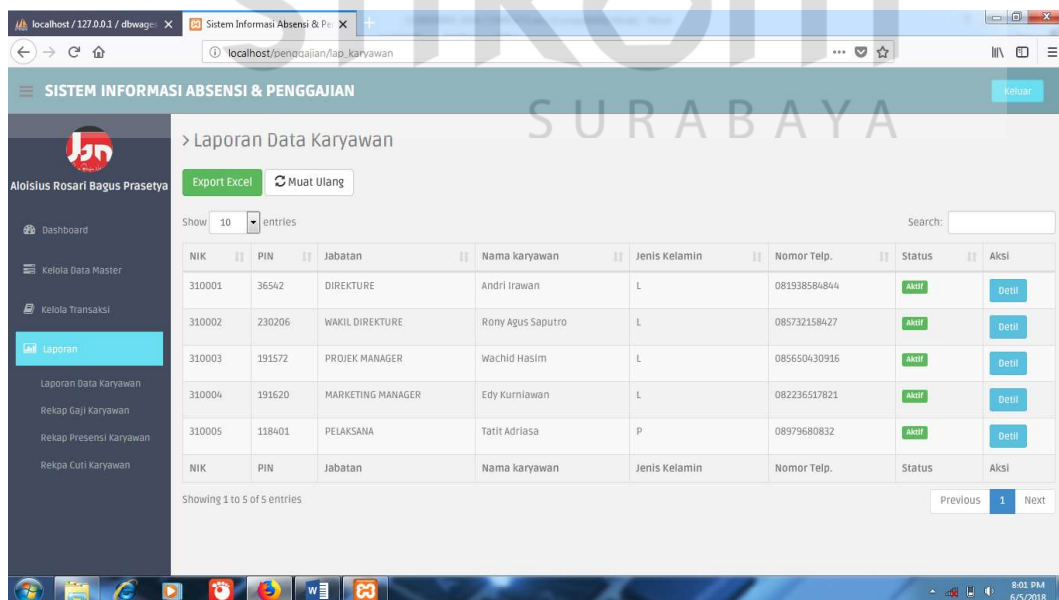 localhost / 127.0.0.1 / dbwage
Sistem Informasi Absensi & Pe
localhost/penggajian/lap_karyawan
SISTEM INFORMASI ABSENSI & PENGGAJIAN
Keluar
SURABAYA
Jan
Aloisius Rosari Bagus Prasetya
Dashboard
Kelola Data Master
Kelola Transaksi
Laporan
Laporan Data Karyawan
Rekap Gaji Karyawan
Rekap Presensi Karyawan
Rekpa Cuti Karyawan
> Laporan Data Karyawan
Export Excel Muat Ulang
Show 10 entries Search:
NIK PIN Jabatan Nama karyawan Jenis Kelamin Nomor Telp. Status Aksi
310001 36542 DIREKTURE Andri Irawan L 081938584844 Aktif Detil
310002 230206 WAKIL DIREKTURE Rony Agus Saputro L 085732158427 Aktif Detil
310003 191572 PROJEK MANAGER Wachid Hasim L 085650430916 Aktif Detil
310004 191620 MARKETING MANAGER Edy Kurniawan L 082236517821 Aktif Detil
310005 118401 PELAKSANA Tatit Adriasa P 08979680832 Aktif Detil
NIK PIN Jabatan Nama karyawan Jenis Kelamin Nomor Telp. Status Aksi
Showing 1 to 5 of 5 entries Previous 1 Next
8:01 PM
6/5/2018